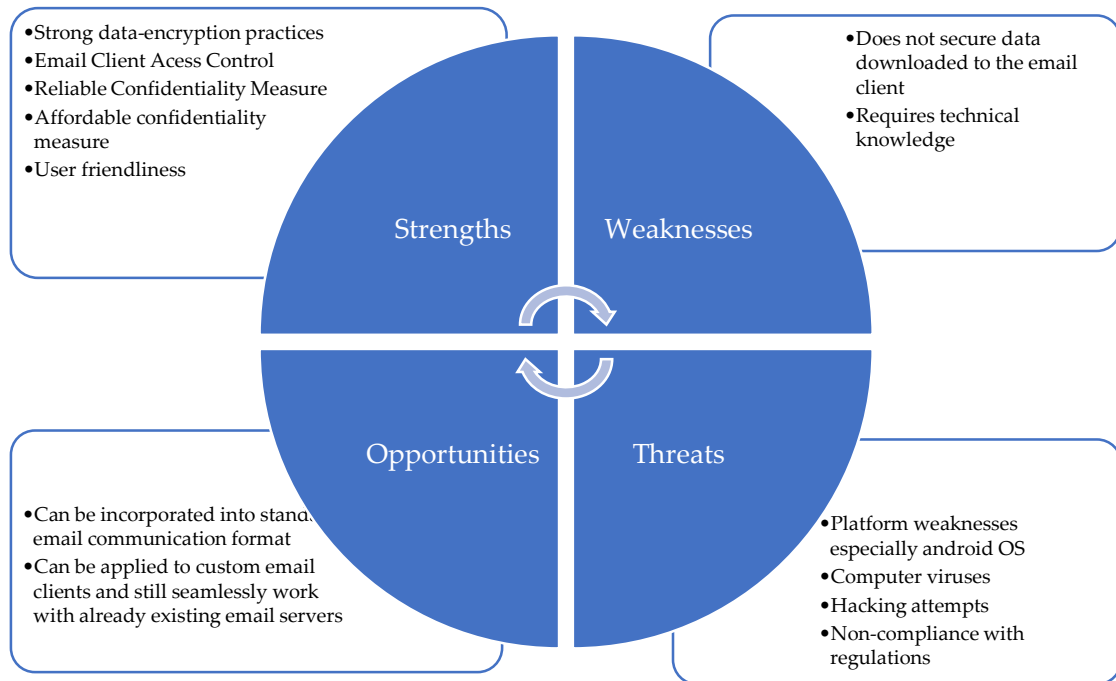 •Strong data-encryption practices
•Email Client Acess Control
•Reliable Confidentiality Measure
•Affordable confidentiality
measure
•User friendliness
•Does not secure data
downloaded to the email
client
•Requires technical
knowledge
Strengths
Weaknesses
Opportunities
Threats
•Can be incorporated into
email communication format
•Can be applied to custom email
clients and still seamlessly work
with already existing email servers
•Platform weaknesses
especially android OS
•Computer viruses
•Hacking attempts
•Non-compliance with
regulations